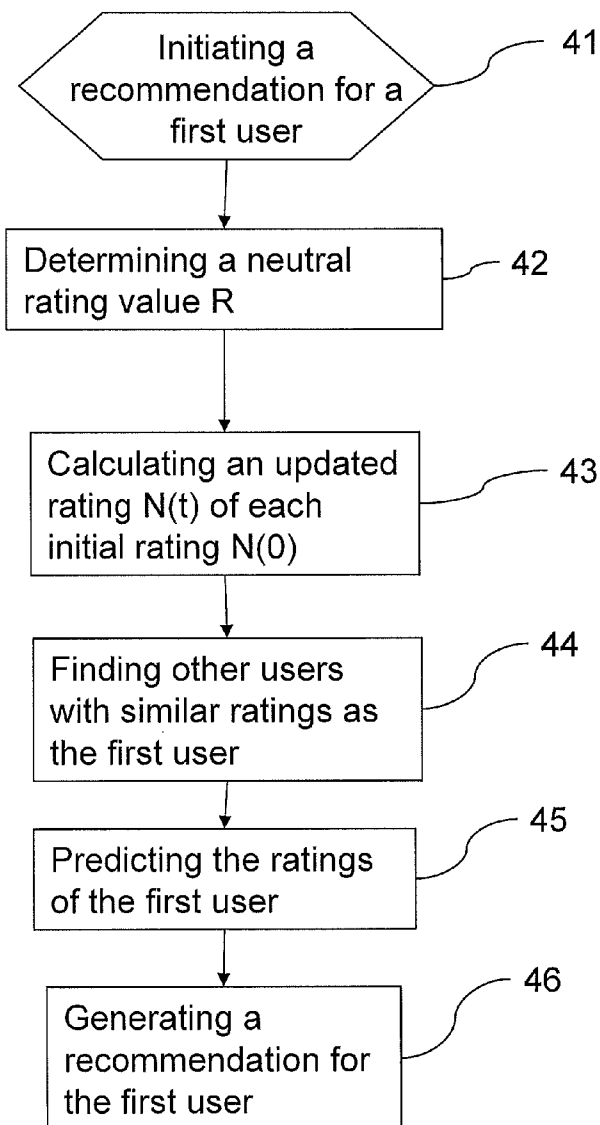 Initiating a
recommendation for a
first user
41
Determining a neutral
rating value R
42
Calculating an updated
rating N(t) of each
initial rating N(0)
43
Finding other users
with similar ratings as
the first user
44
Predicting the ratings
of the first user
45
Generating a
recommendation for
the first user
46